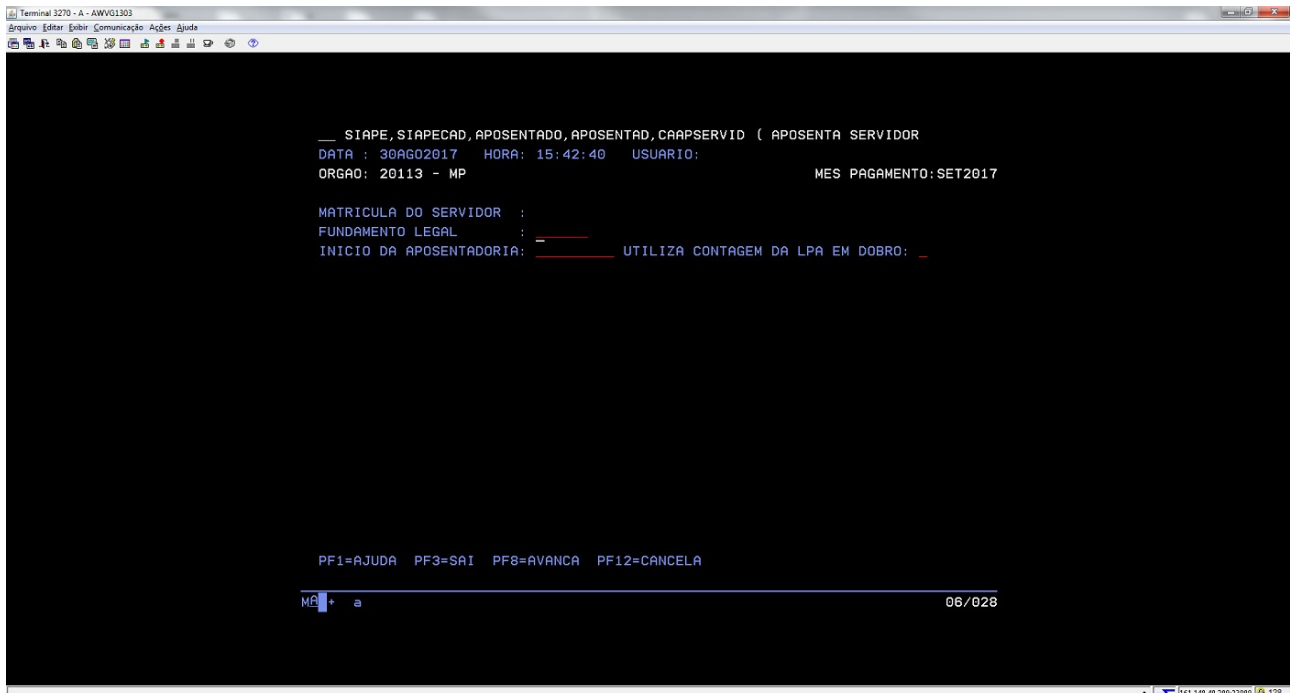 Terminal 3270 - A - AWVG1303
Arquivo Editar Exibir Comunicação Ações Ajuda
__ SIAPE,SIAPECAD,APOSENTADO,APOSENTAD,CAAPSERVID ( APOSENTA SERVIDOR
DATA : 30AGO2017 HORA: 15:42:40 USUARIO:
ORGAO: 20113 - MP MES PAGAMENTO:SET2017
MATRICULA DO SERVIDOR :
FUNDAMENTO LEGAL : ______
INICIO DA APOSENTADORIA: _________ UTILIZA CONTAGEM DA LPA EM DOBRO: _
PF1=AJUDA PF3=SAI PF8=AVANCA PF12=CANCELA
MA + a 06/028